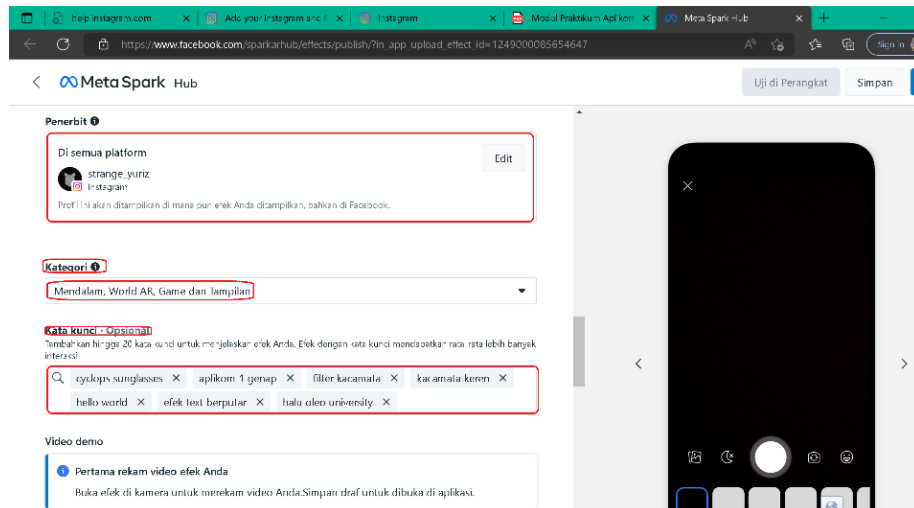 help.instagram.com
Add your Instagram and F
Instagram
Modul Praktikum Aplikom
Meta Spark Hub
https://www.facebook.com/sparkarhub/effects/publish/?in_app_upload_effect_id=1249000085654647
Sign in
Meta Spark Hub
Uji di Perangkat
Simpan
Penerbit
Di semua platform
Edit
strange_yuriz
Instagram
Profil ini akan ditampilkan di mana pun efek Anda ditampilkan, bahkan di Facebook.
Kategori
Mendalam, World AR, Game dan Tampilan
Kata kunci · Opsional
Tambahkan hingga 20 kata kunci untuk menjelaskan efek Anda. Efek dengan kata kunci mendapatkan rata-rata lebih banyak
interaksi
cyclops sunglasses
aplikom 1 genap
filter kacamata
kacamata keren
hello world
efek text berputar
halu oleo university
Video demo
Pertama rekam video efek Anda
Buka efek di kamera untuk merekam video Anda.Simpan draf untuk dibuka di aplikasi.